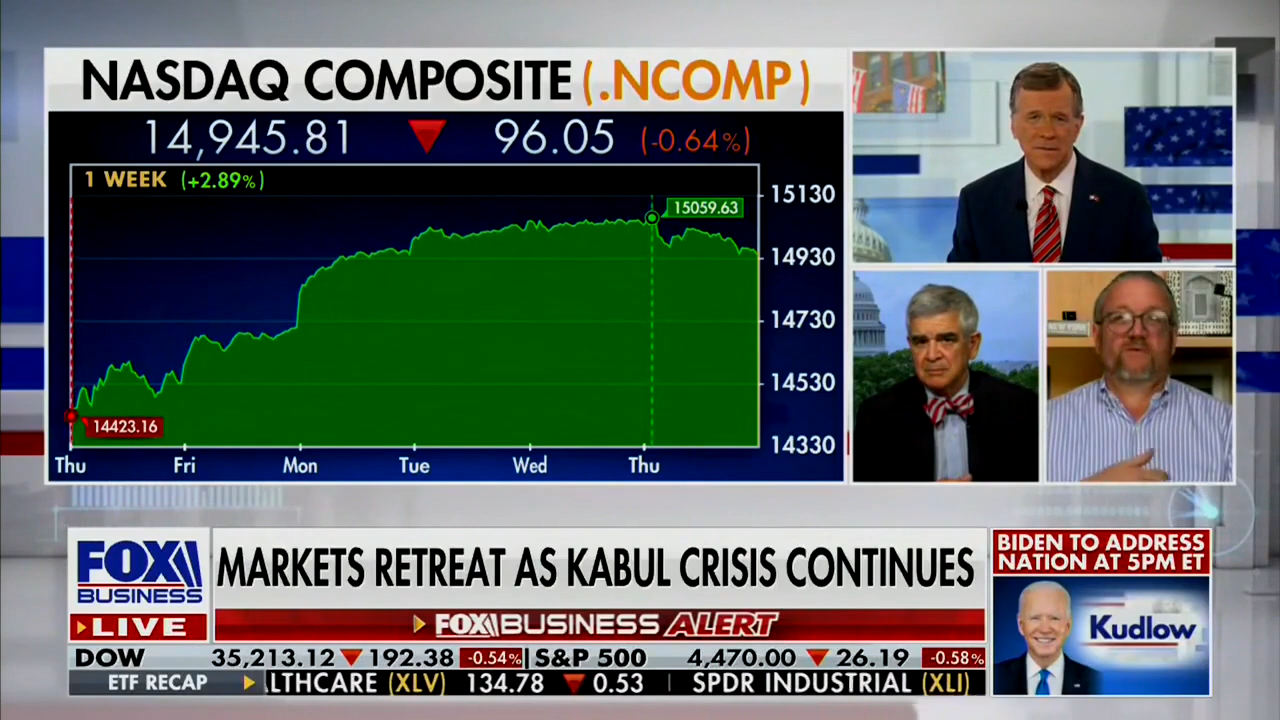 NASDAQ COMPOSITE (.NCOMP)
14,945.81 ▼ 96.05 (-0.64%)
1 WEEK (+2.89%)
15130
15059.63
14930
14730
14530
14423.16
14330
Thu Fri Mon Tue Wed Thu
NEW YORK
FOX BUSINESS
LIVE
MARKETS RETREAT AS KABUL CRISIS CONTINUES
FOX BUSINESS ALERT
BIDEN TO ADDRESS
NATION AT 5PM ET
Kudlow
DOW 35,213.12 ▼ 192.38 -0.54% S&P 500 4,470.00 ▼ 26.19 -0.58%
ETF RECAP LTHCARE (XLV) 134.78 ▼ 0.53 | SPDR INDUSTRIAL (XLI)